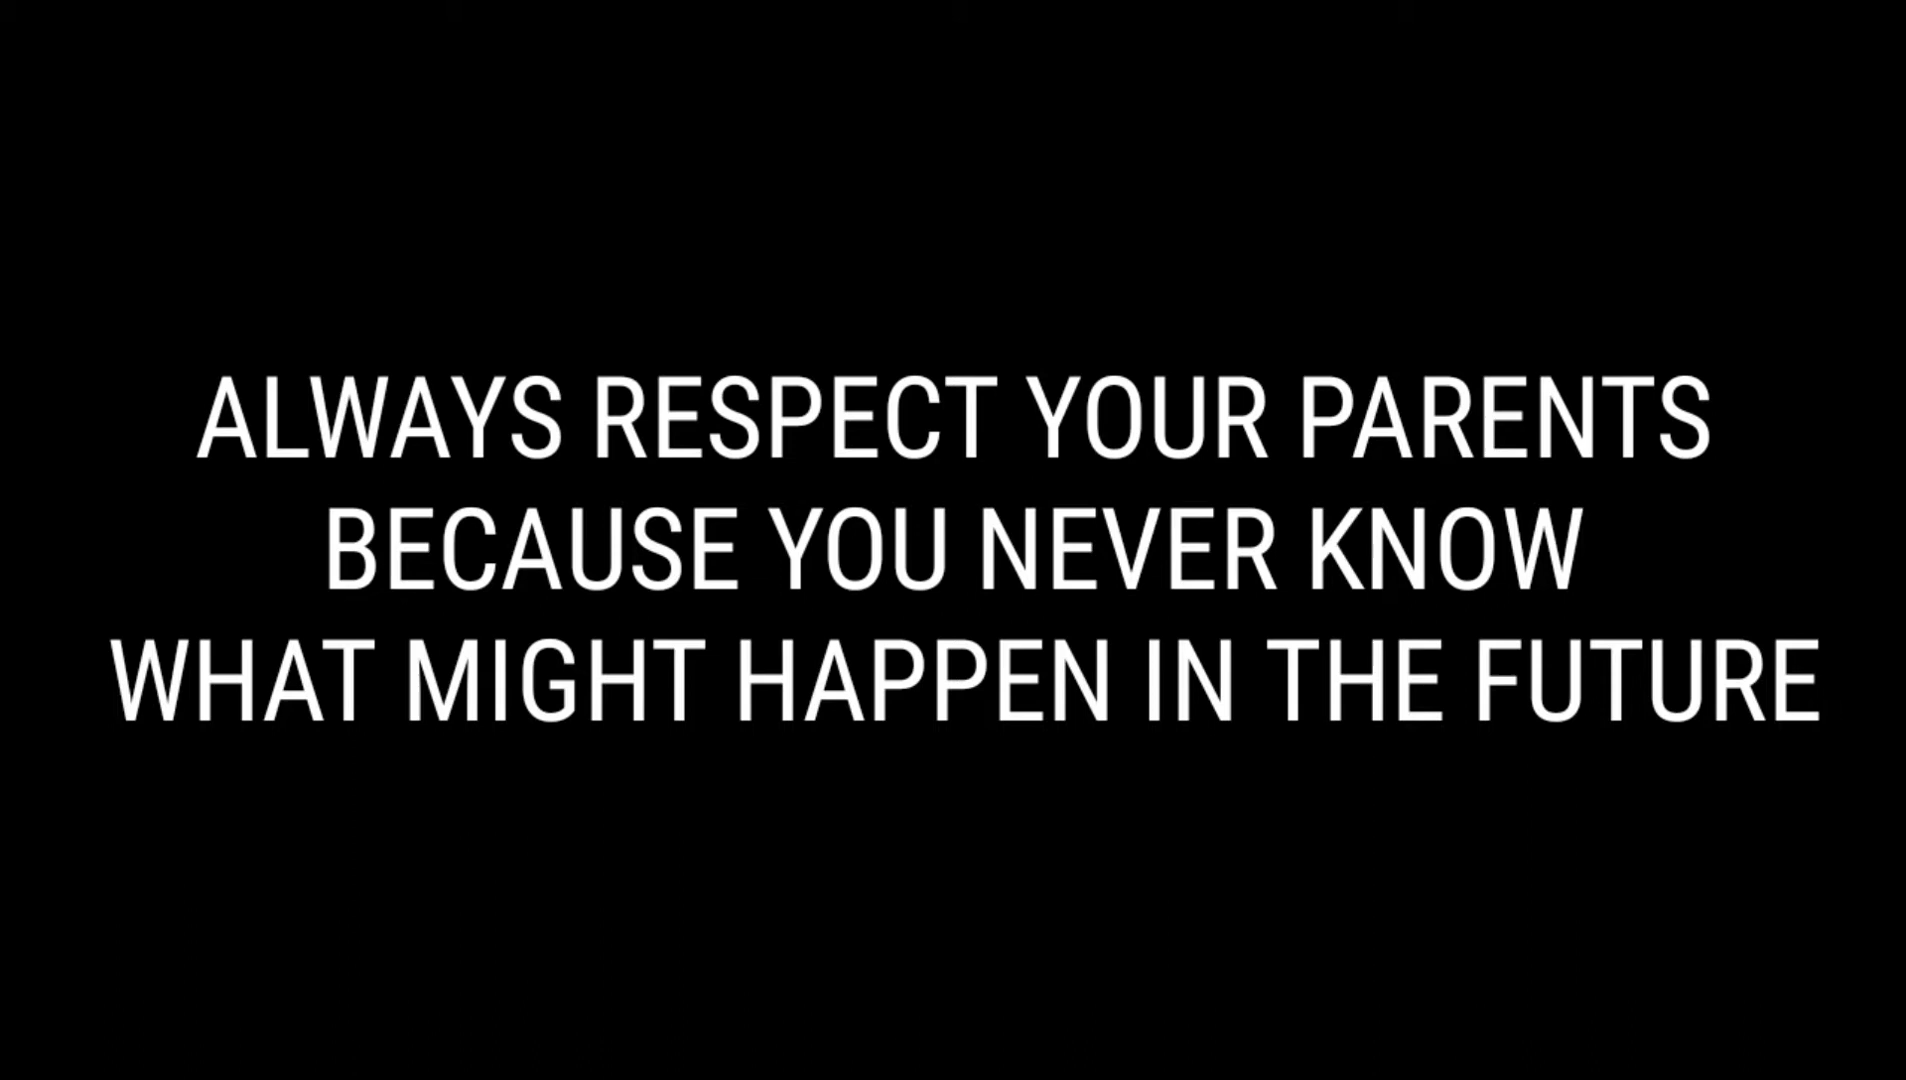 ALWAYS RESPECT YOUR PARENTS
BECAUSE YOU NEVER KNOW
WHAT MIGHT HAPPEN IN THE FUTURE